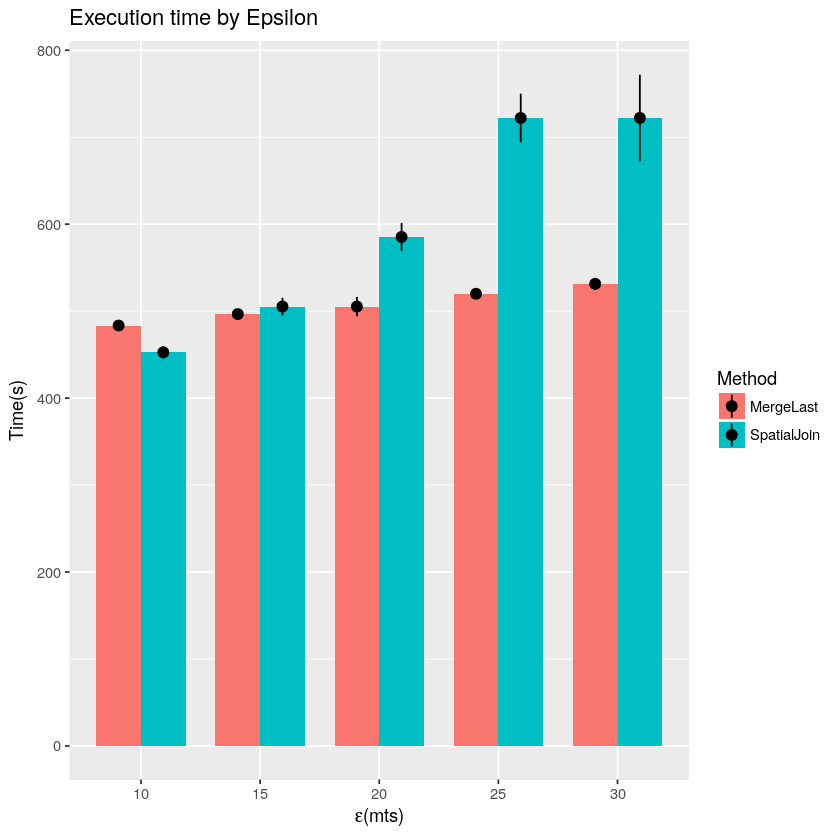 Execution time by Epsilon
800
600
400
200
0
Time(s)
10 15 20 25 30
ε(mts)
Method
MergeLast
SpatialJoin